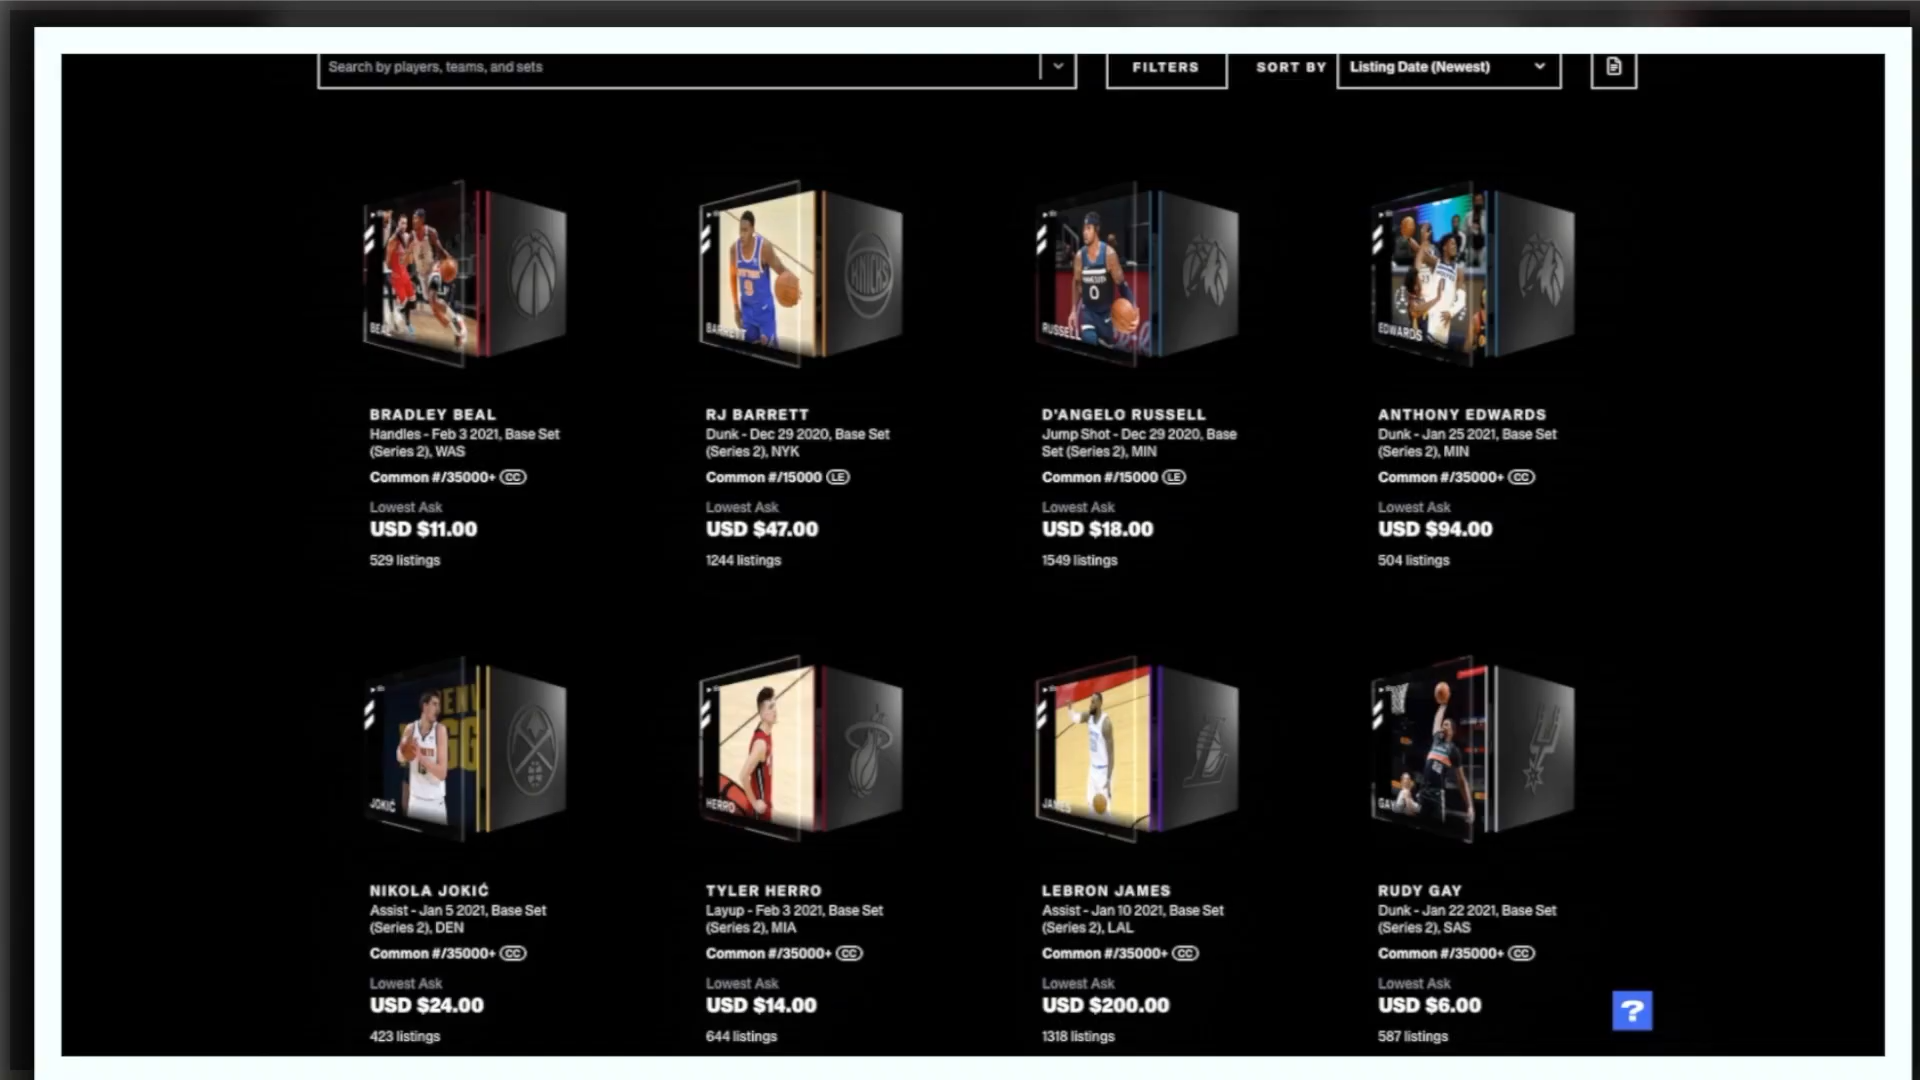 Search by players, teams, and sets
FILTERS
SORT BY
Listing Date (Newest)
BEAL
BARRETT
KNICKS
RUSSELL
EDWARDS
BRADLEY BEAL
Handles - Feb 3 2021, Base Set
(Series 2), WAS
Common #/35000+ CC
Lowest Ask
USD $11.00
529 listings
RJ BARRETT
Dunk - Dec 29 2020, Base Set
(Series 2), NYK
Common #/15000 LE
Lowest Ask
USD $47.00
1244 listings
D'ANGELO RUSSELL
Jump Shot - Dec 29 2020, Base
Set (Series 2), MIN
Common #/15000 LE
Lowest Ask
USD $18.00
1549 listings
ANTHONY EDWARDS
Dunk - Jan 25 2021, Base Set
(Series 2), MIN
Common #/35000+ CC
Lowest Ask
USD $94.00
504 listings
JOKIĆ
HERRO
JAMES
GAY
NIKOLA JOKIĆ
Assist - Jan 5 2021, Base Set
(Series 2), DEN
Common #/35000+ CC
Lowest Ask
USD $24.00
423 listings
TYLER HERRO
Layup - Feb 3 2021, Base Set
(Series 2), MIA
Common #/35000+ CC
Lowest Ask
USD $14.00
644 listings
LEBRON JAMES
Assist - Jan 10 2021, Base Set
(Series 2), LAL
Common #/35000+ CC
Lowest Ask
USD $200.00
1318 listings
RUDY GAY
Dunk - Jan 22 2021, Base Set
(Series 2), SAS
Common #/35000+ CC
Lowest Ask
USD $6.00
587 listings
?